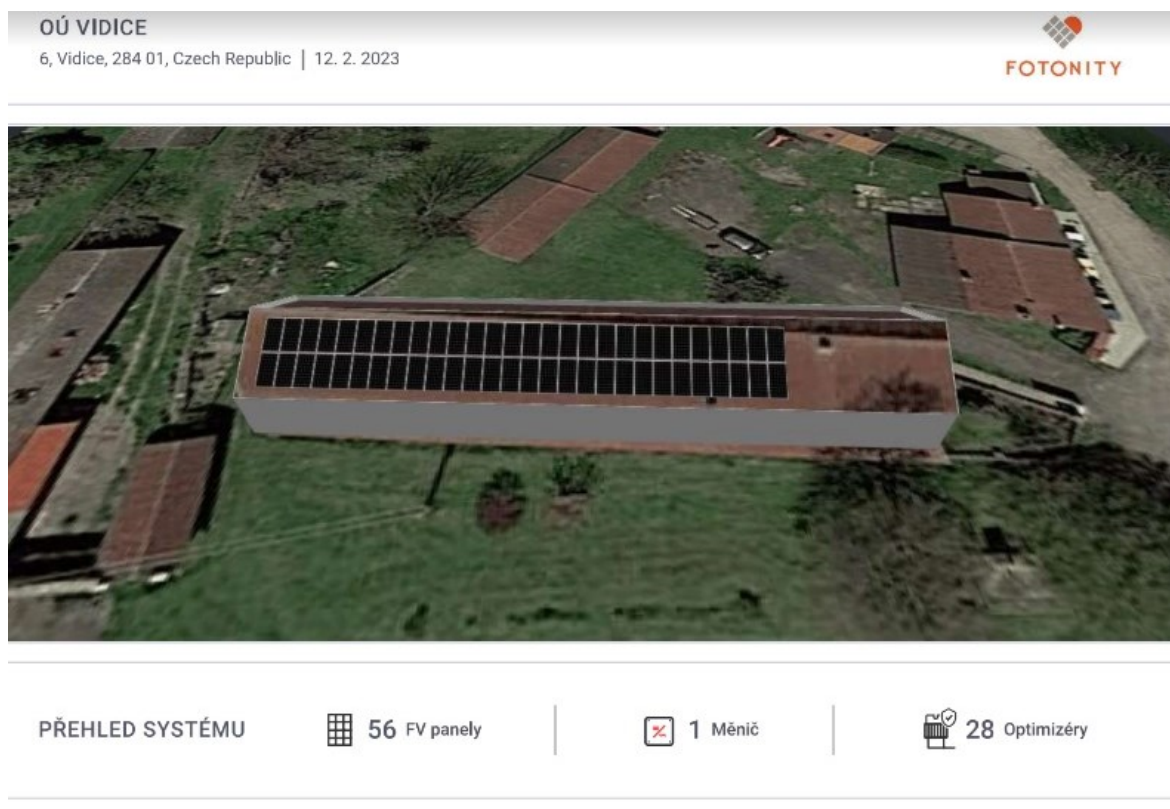 OÚ VIDICE
6, Vidice, 284 01, Czech Republic | 12. 2. 2023
FOTONITY
PŘEHLED SYSTÉMU
56 FV panely
1 Měnič
28 Optimizéry